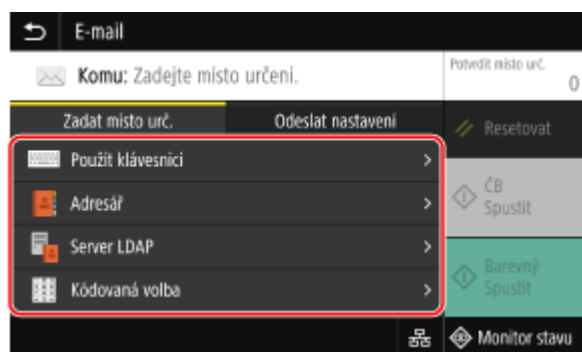 E-mail
Komu: Zadejte místo určení.
Potvrdit místo urč.
0
Zadat místo urč.
Odeslat nastavení
Resetovat
Použít klávesnici
Adresář
ČB
Spustit
Server LDAP
Barevný
Spustit
Kódovaná volba
Monitor stavu